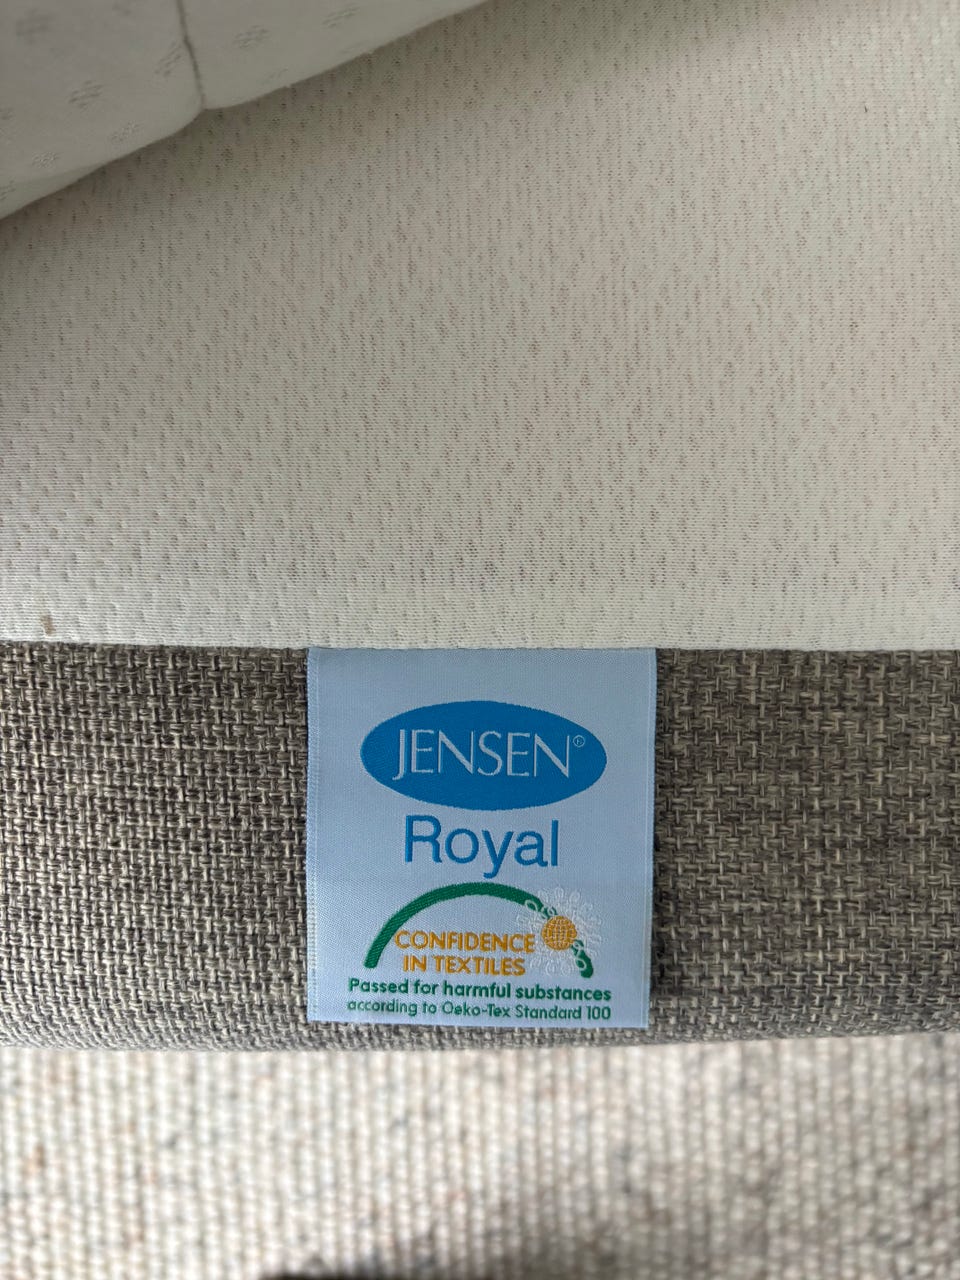 JENSEN®
Royal
CONFIDENCE
IN TEXTILES
Passed for harmful substances
according to Oeko-Tex Standard 100